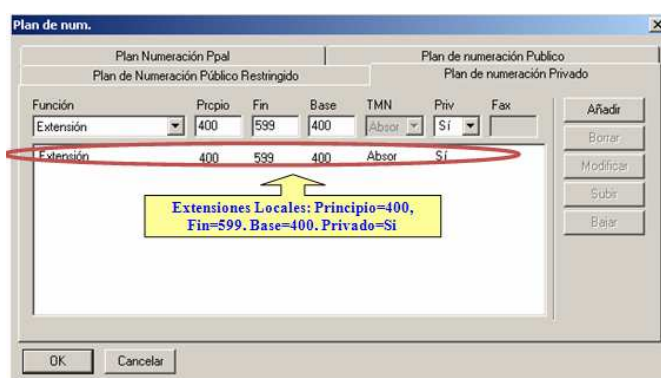 Plan de num.
Plan Numeración Ppal
Plan de numeración Publico
Plan de Numeración Público Restringido
Plan de numeración Privado
Función Prcpio Fin Base TMN Priv Fax
Extensión 400 599 400 Absor Sí
Añadir
Borrar
Extensión 400 599 400 Absor Sí
Modificar
Subir
Bajar
Extensiones Locales: Principio=400,
Fin=599. Base=400. Privado=Si
OK Cancelar